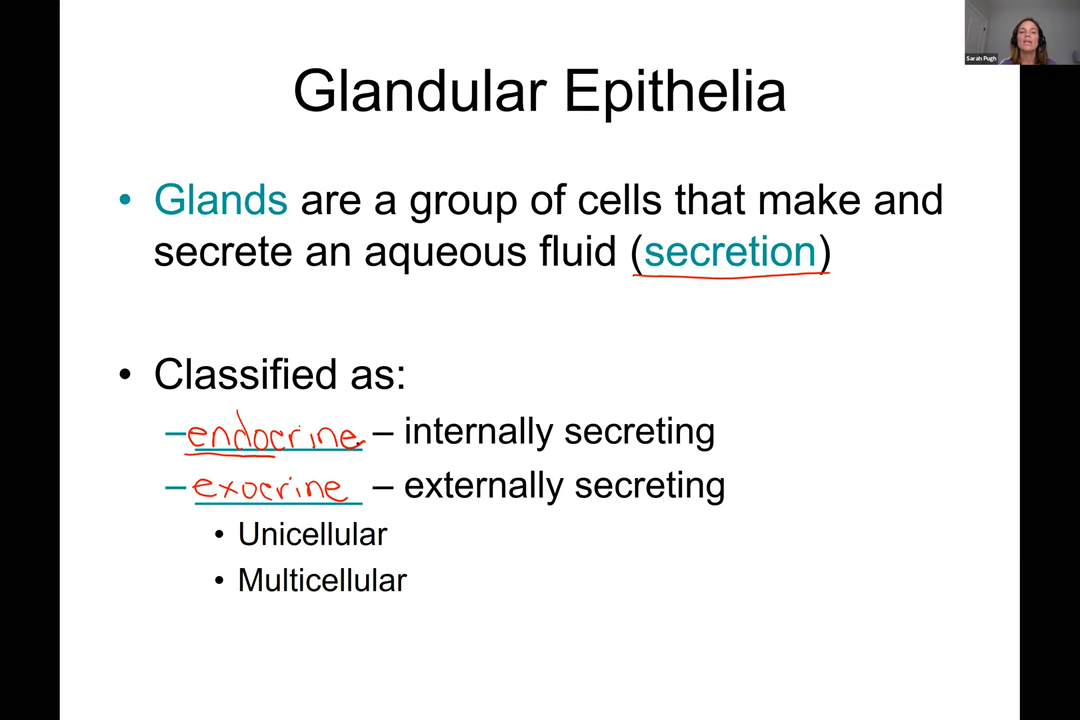 Sarah Pugh
Glandular Epithelia
• Glands are a group of cells that make and
secrete an aqueous fluid (secretion)
• Classified as:
–endocrine – internally secreting
–exocrine – externally secreting
• Unicellular
• Multicellular